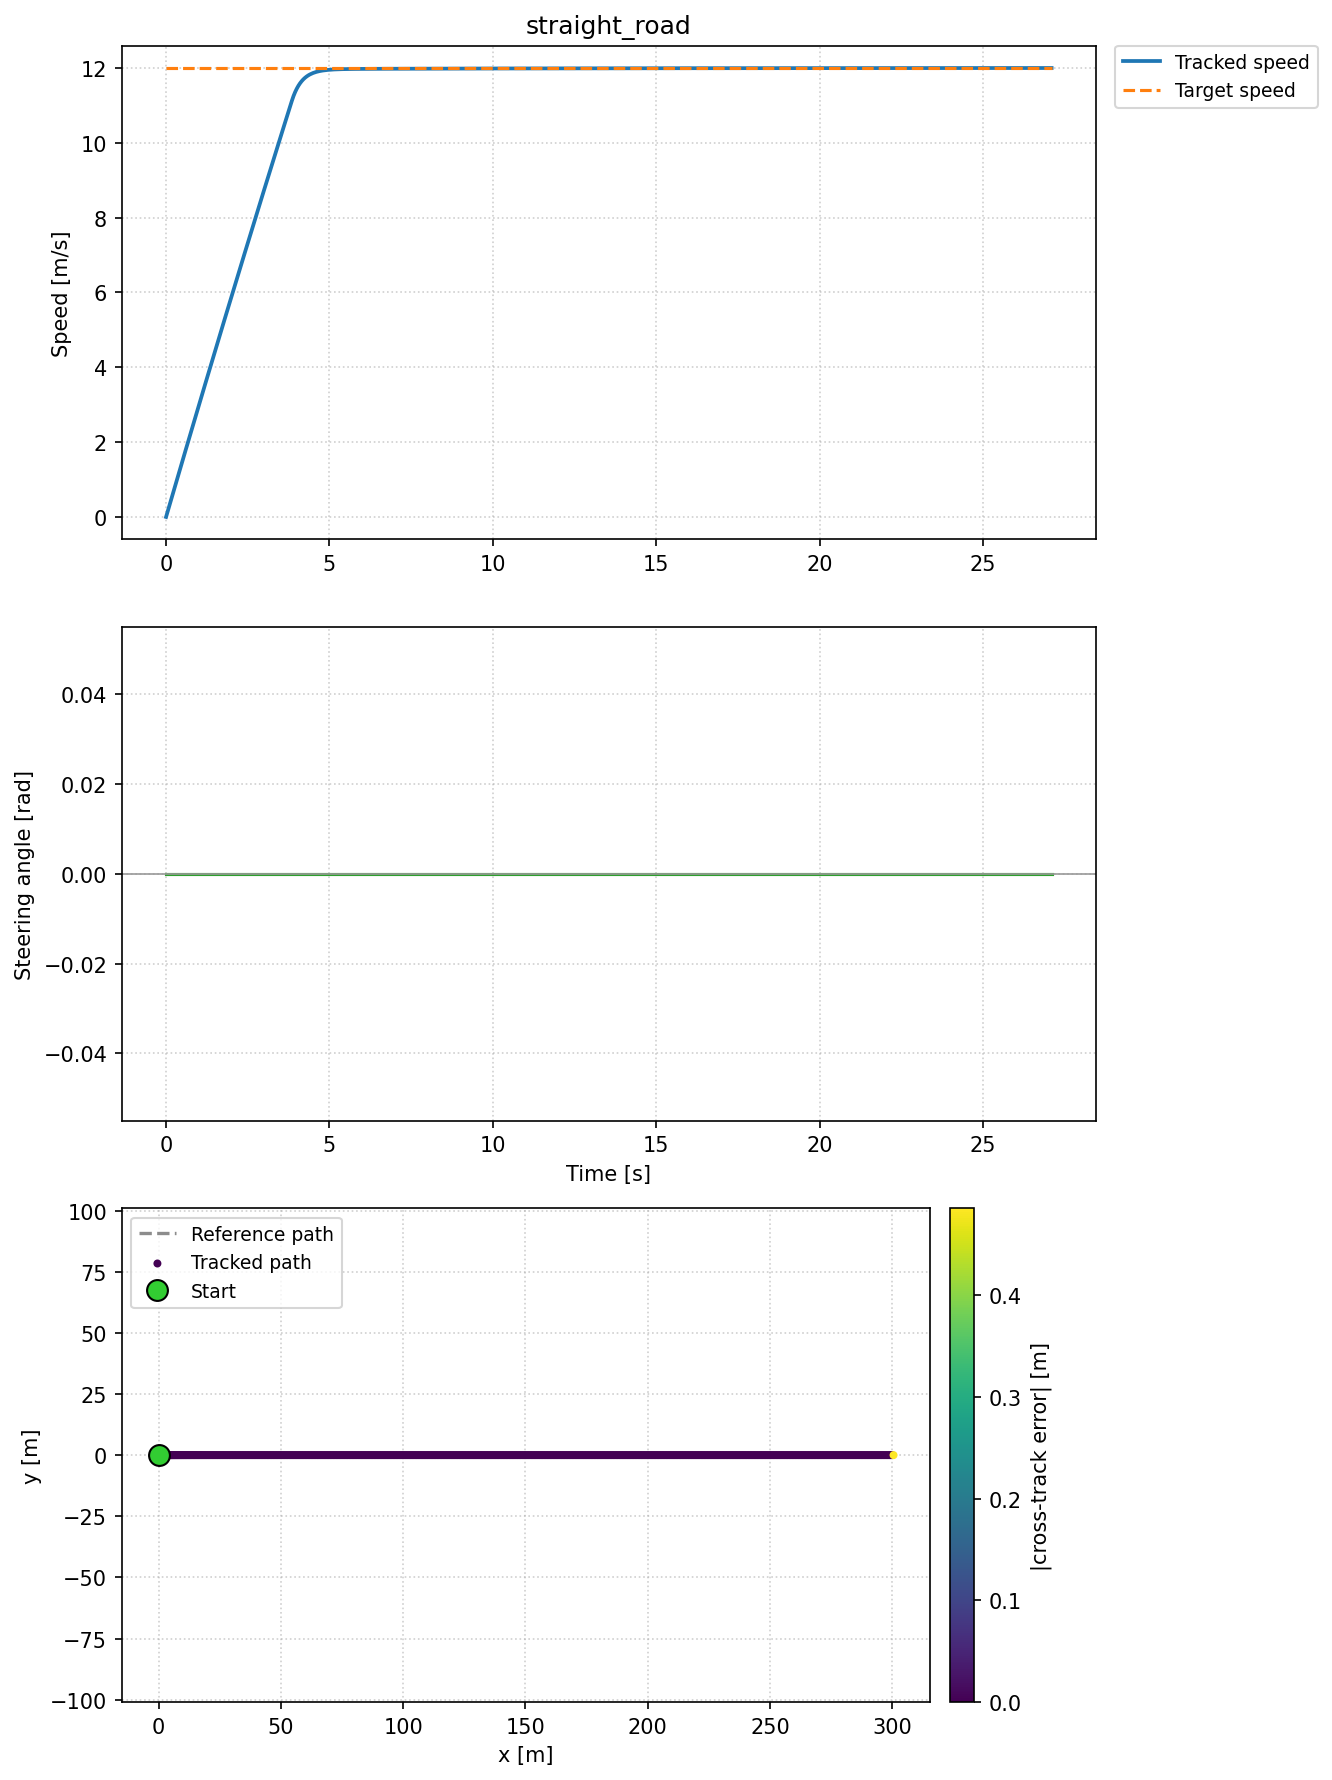 straight_road
Tracked speed
Target speed
12
10
8
6
4
2
0
Speed [m/s]
0 5 10 15 20 25
0.04
0.02
0.00
−0.02
−0.04
Steering angle [rad]
0 5 10 15 20 25
Time [s]
100
75
50
25
0
−25
−50
−75
−100
y [m]
Reference path
Tracked path
Start
0 50 100 150 200 250 300
x [m]
0.4
0.3
0.2
0.1
0.0
|cross-track error| [m]